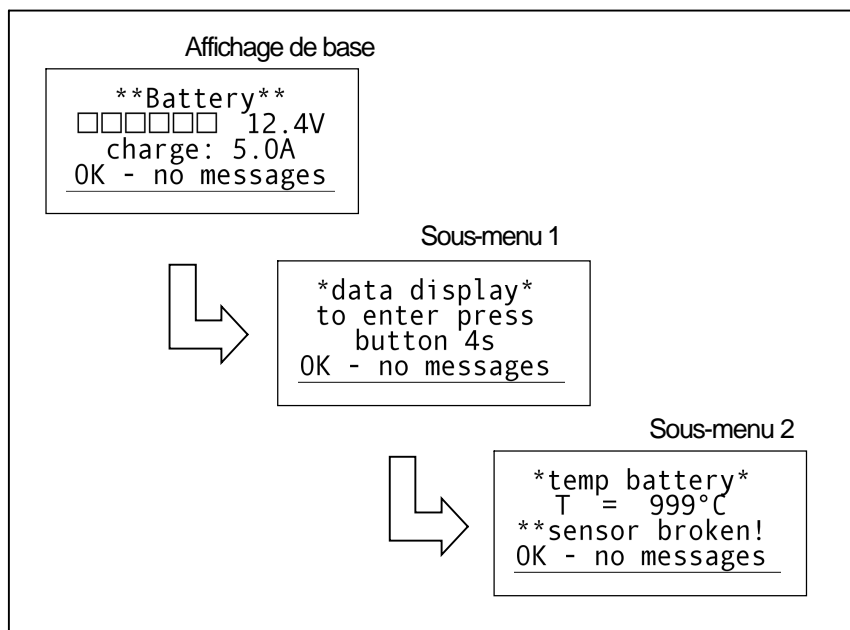 Affichage de base
**Battery**
□□□□□□ 12.4V
charge: 5.0A
OK - no messages
Sous-menu 1
*data display*
to enter press
button 4s
OK - no messages
Sous-menu 2
*temp battery*
T = 999°C
**sensor broken!
OK - no messages